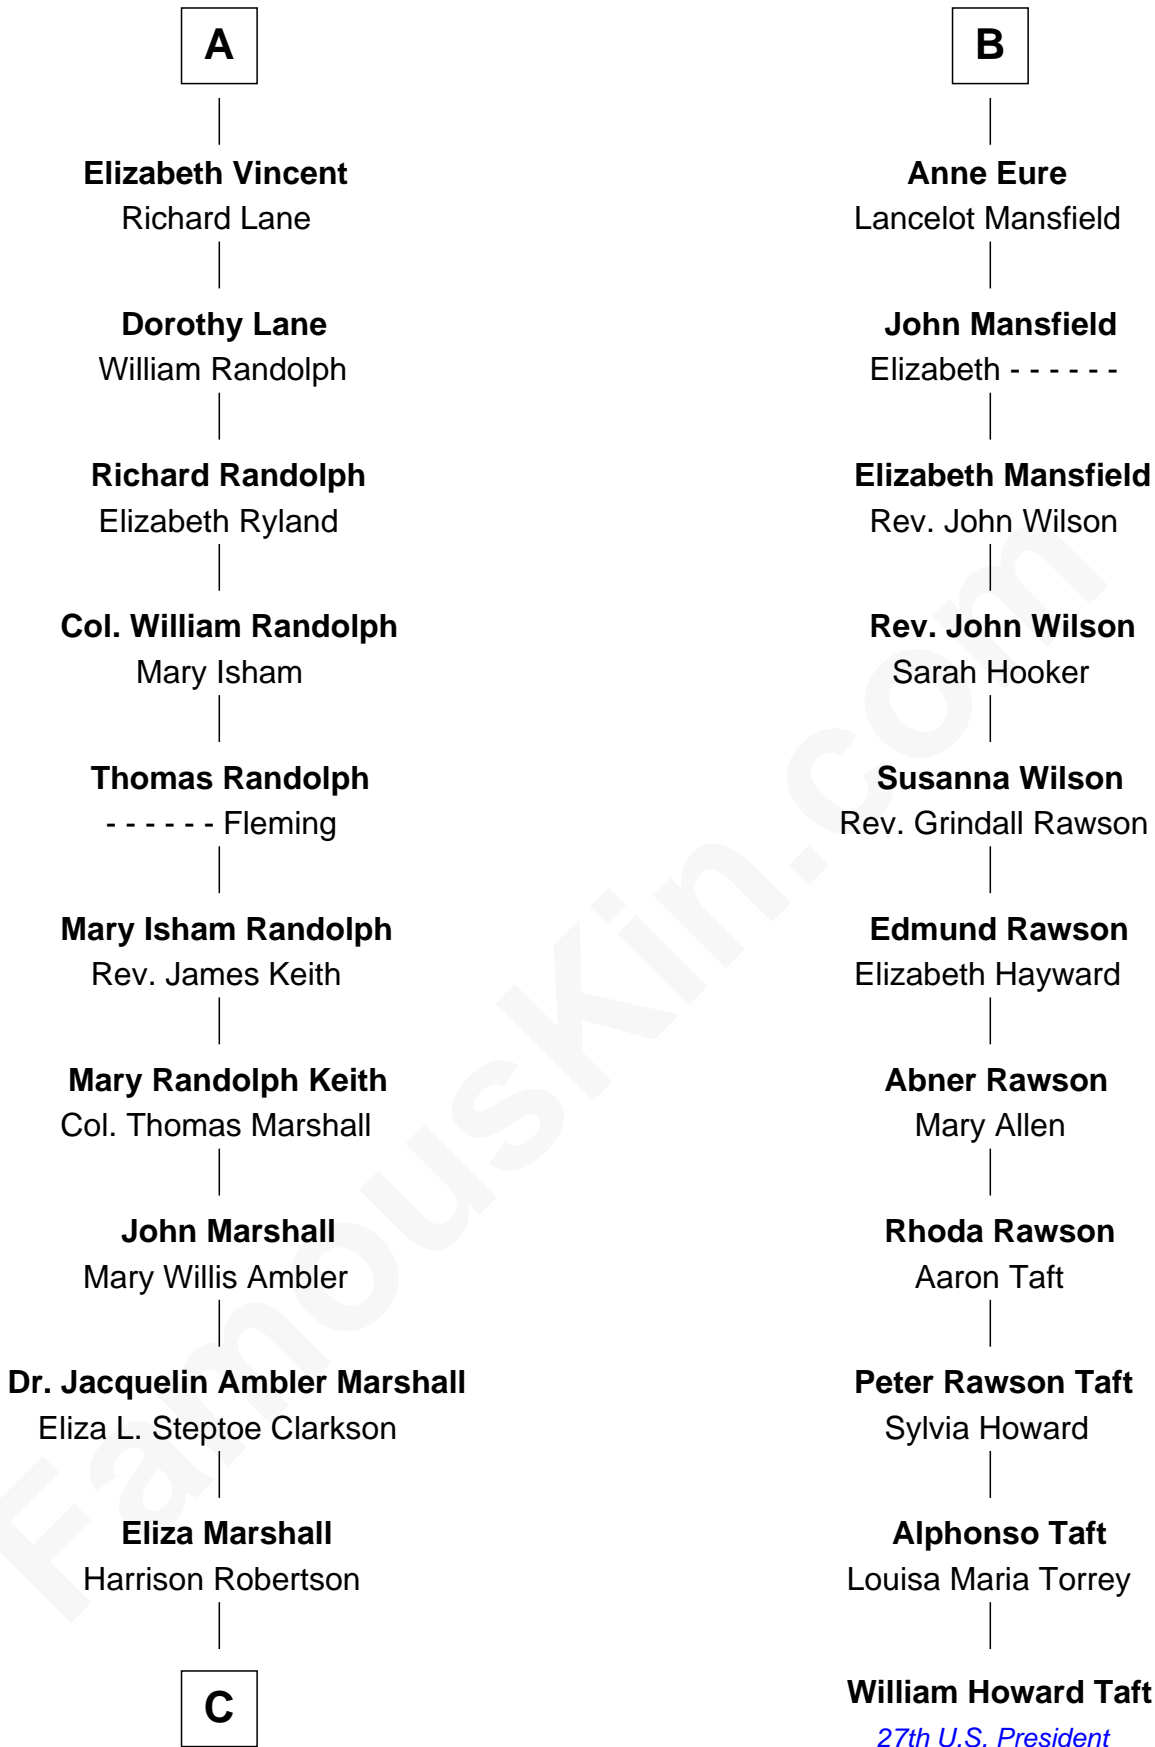 A
Elizabeth Vincent
Richard Lane
Dorothy Lane
William Randolph
Richard Randolph
Elizabeth Ryland
Col. William Randolph
Mary Isham
Thomas Randolph
- - - - - - Fleming
Mary Isham Randolph
Rev. James Keith
Mary Randolph Keith
Col. Thomas Marshall
John Marshall
Mary Willis Ambler
Dr. Jacquelin Ambler Marshall
Eliza L. Steptoe Clarkson
Eliza Marshall
Harrison Robertson
C
B
Anne Eure
Lancelot Mansfield
John Mansfield
Elizabeth - - - - - -
Elizabeth Mansfield
Rev. John Wilson
Rev. John Wilson
Sarah Hooker
Susanna Wilson
Rev. Grindall Rawson
Edmund Rawson
Elizabeth Hayward
Abner Rawson
Mary Allen
Rhoda Rawson
Aaron Taft
Peter Rawson Taft
Sylvia Howard
Alphonso Taft
Louisa Maria Torrey
William Howard Taft
27th U.S. President
FamousKin.com